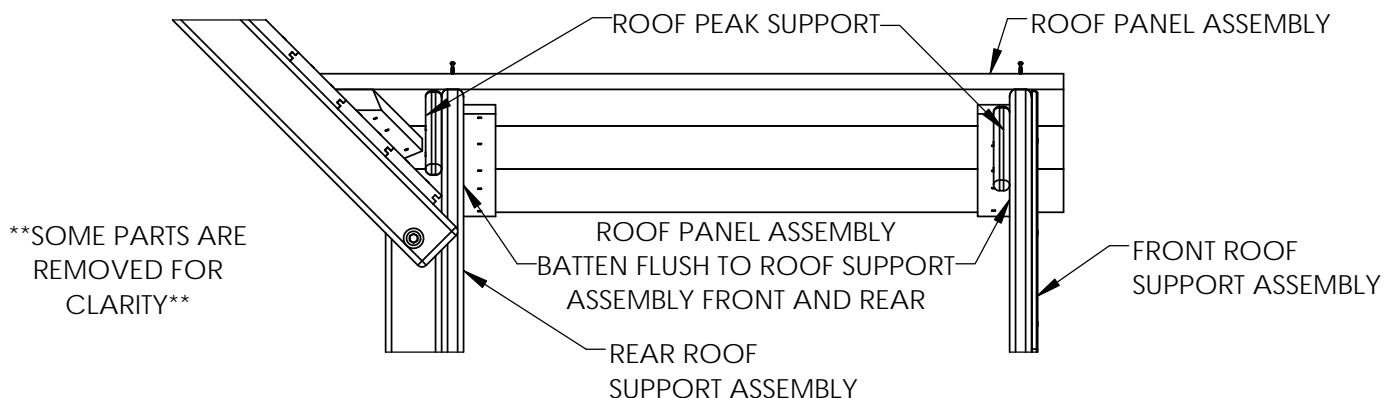 ROOF PEAK SUPPORT
ROOF PANEL ASSEMBLY
**SOME PARTS ARE
REMOVED FOR
CLARITY**
ROOF PANEL ASSEMBLY
BATTEN FLUSH TO ROOF SUPPORT
ASSEMBLY FRONT AND REAR
FRONT ROOF
SUPPORT ASSEMBLY
REAR ROOF
SUPPORT ASSEMBLY